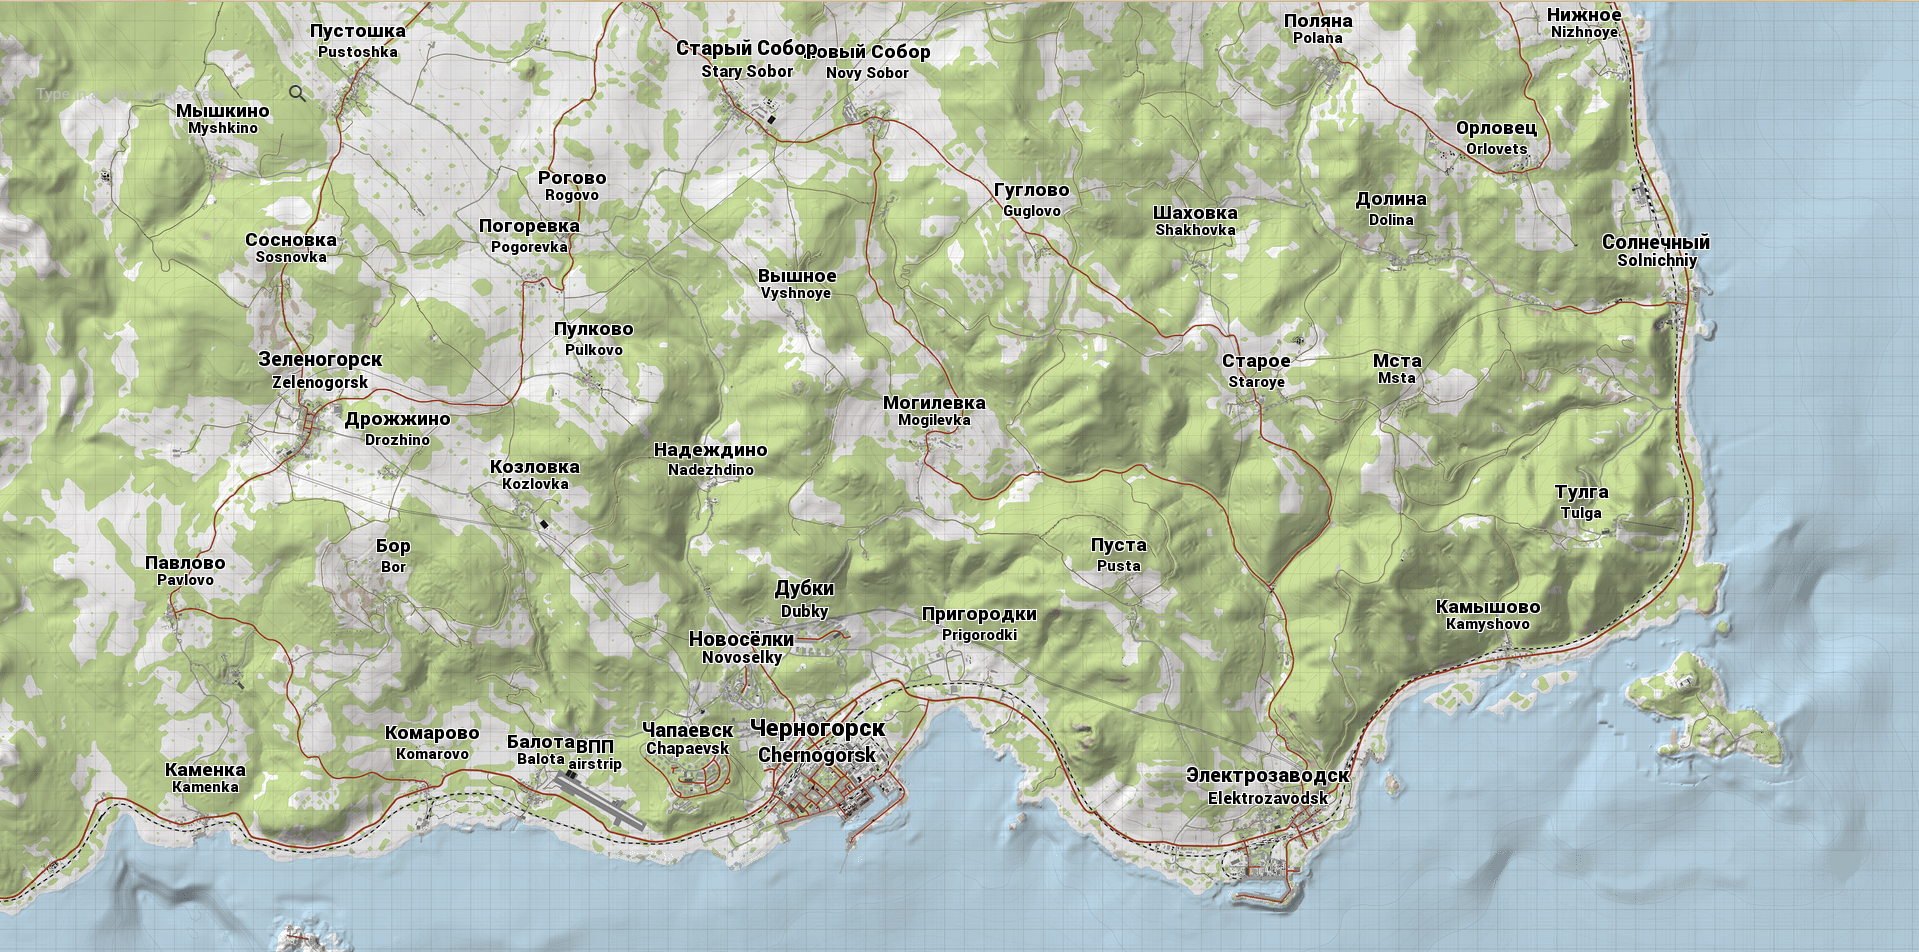 Пустошка
Pustoshka
Старый Собор
Stary Sobor
овый Собор
Novy Sobor
Поляна
Polana
Нижное
Nizhnoye
Мышкино
Myshkino
Орловец
Orlovets
Рогово
Rogovo
Гуглово
Guglovo
Шаховка
Shakhovka
Долина
Dolina
Погоревка
Pogorevka
Сосновка
Sosnovka
Солнечный
Solnichniy
Вышное
Vyshnoye
Пулково
Pulkovo
Зеленогорск
Zelenogorsk
Старое
Staroye
Мста
Msta
Могилевка
Mogilevka
Дрожжино
Drozhino
Надеждино
Nadezhdino
Козловка
Kozlovka
Тулга
Tulga
Бор
Bor
Пуста
Pusta
Павлово
Pavlovo
Дубки
Dubky
Пригородки
Prigorodki
Камышово
Kamyshovo
Новосёлки
Novoselky
Комарово
Komarovo
Балота
Balota
ВПП
airstrip
Чапаевск
Chapaevsk
Черногорск
Chernogorsk
Каменка
Kamenka
Электрозаводск
Elektrozavodsk